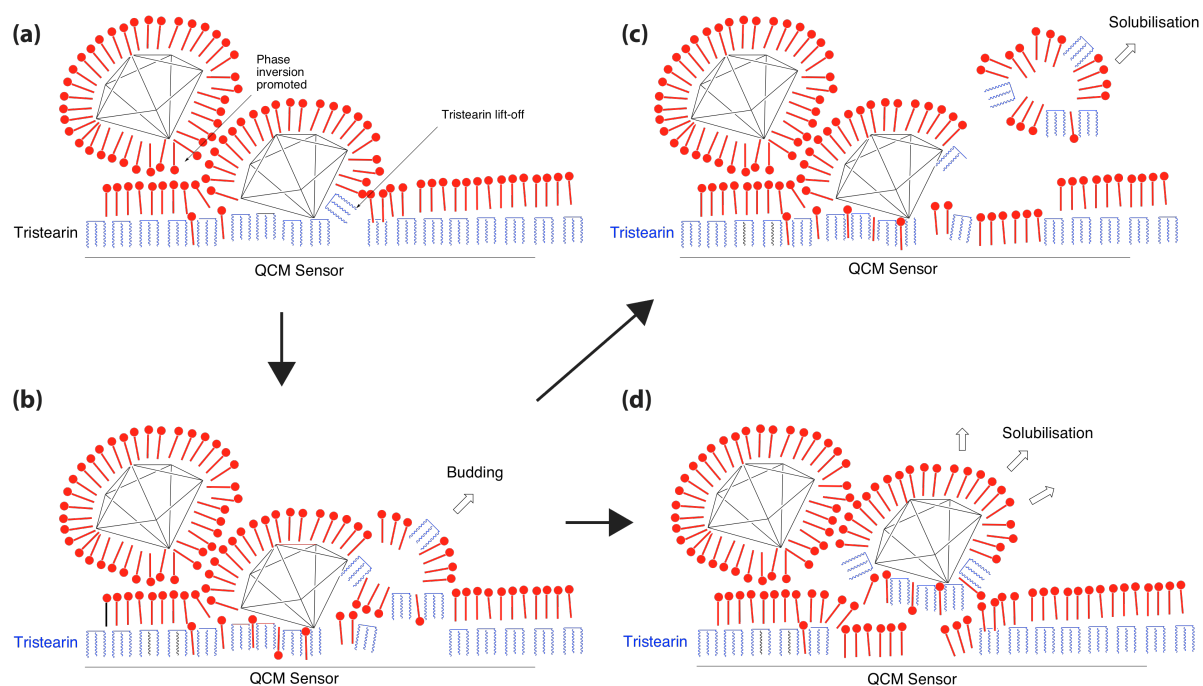 (a)
Phase
inversion
promoted
Tristearin lift-off
Tristearin
QCM Sensor
(c)
Solubilisation
Tristearin
QCM Sensor
(b)
Budding
Tristearin
QCM Sensor
(d)
Solubilisation
Tristearin
QCM Sensor